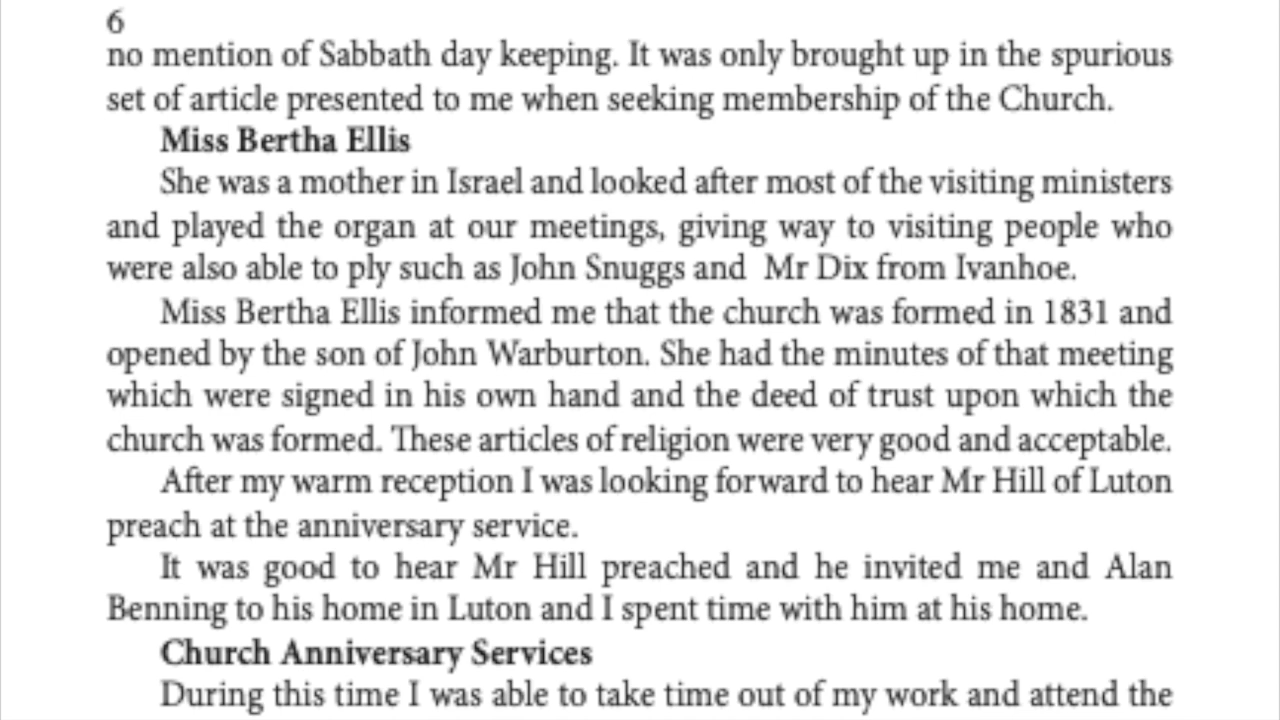 6
no mention of Sabbath day keeping. It was only brought up in the spurious
set of article presented to me when seeking membership of the Church.
Miss Bertha Ellis
She was a mother in Israel and looked after most of the visiting ministers
and played the organ at our meetings, giving way to visiting people who
were also able to ply such as John Snuggs and  Mr Dix from Ivanhoe.
Miss Bertha Ellis informed me that the church was formed in 1831 and
opened by the son of John Warburton. She had the minutes of that meeting
which were signed in his own hand and the deed of trust upon which the
church was formed. These articles of religion were very good and acceptable.
After my warm reception I was looking forward to hear Mr Hill of Luton
preach at the anniversary service.
It was good to hear Mr Hill preached and he invited me and Alan
Benning to his home in Luton and I spent time with him at his home.
Church Anniversary Services
During this time I was able to take time out of my work and attend the